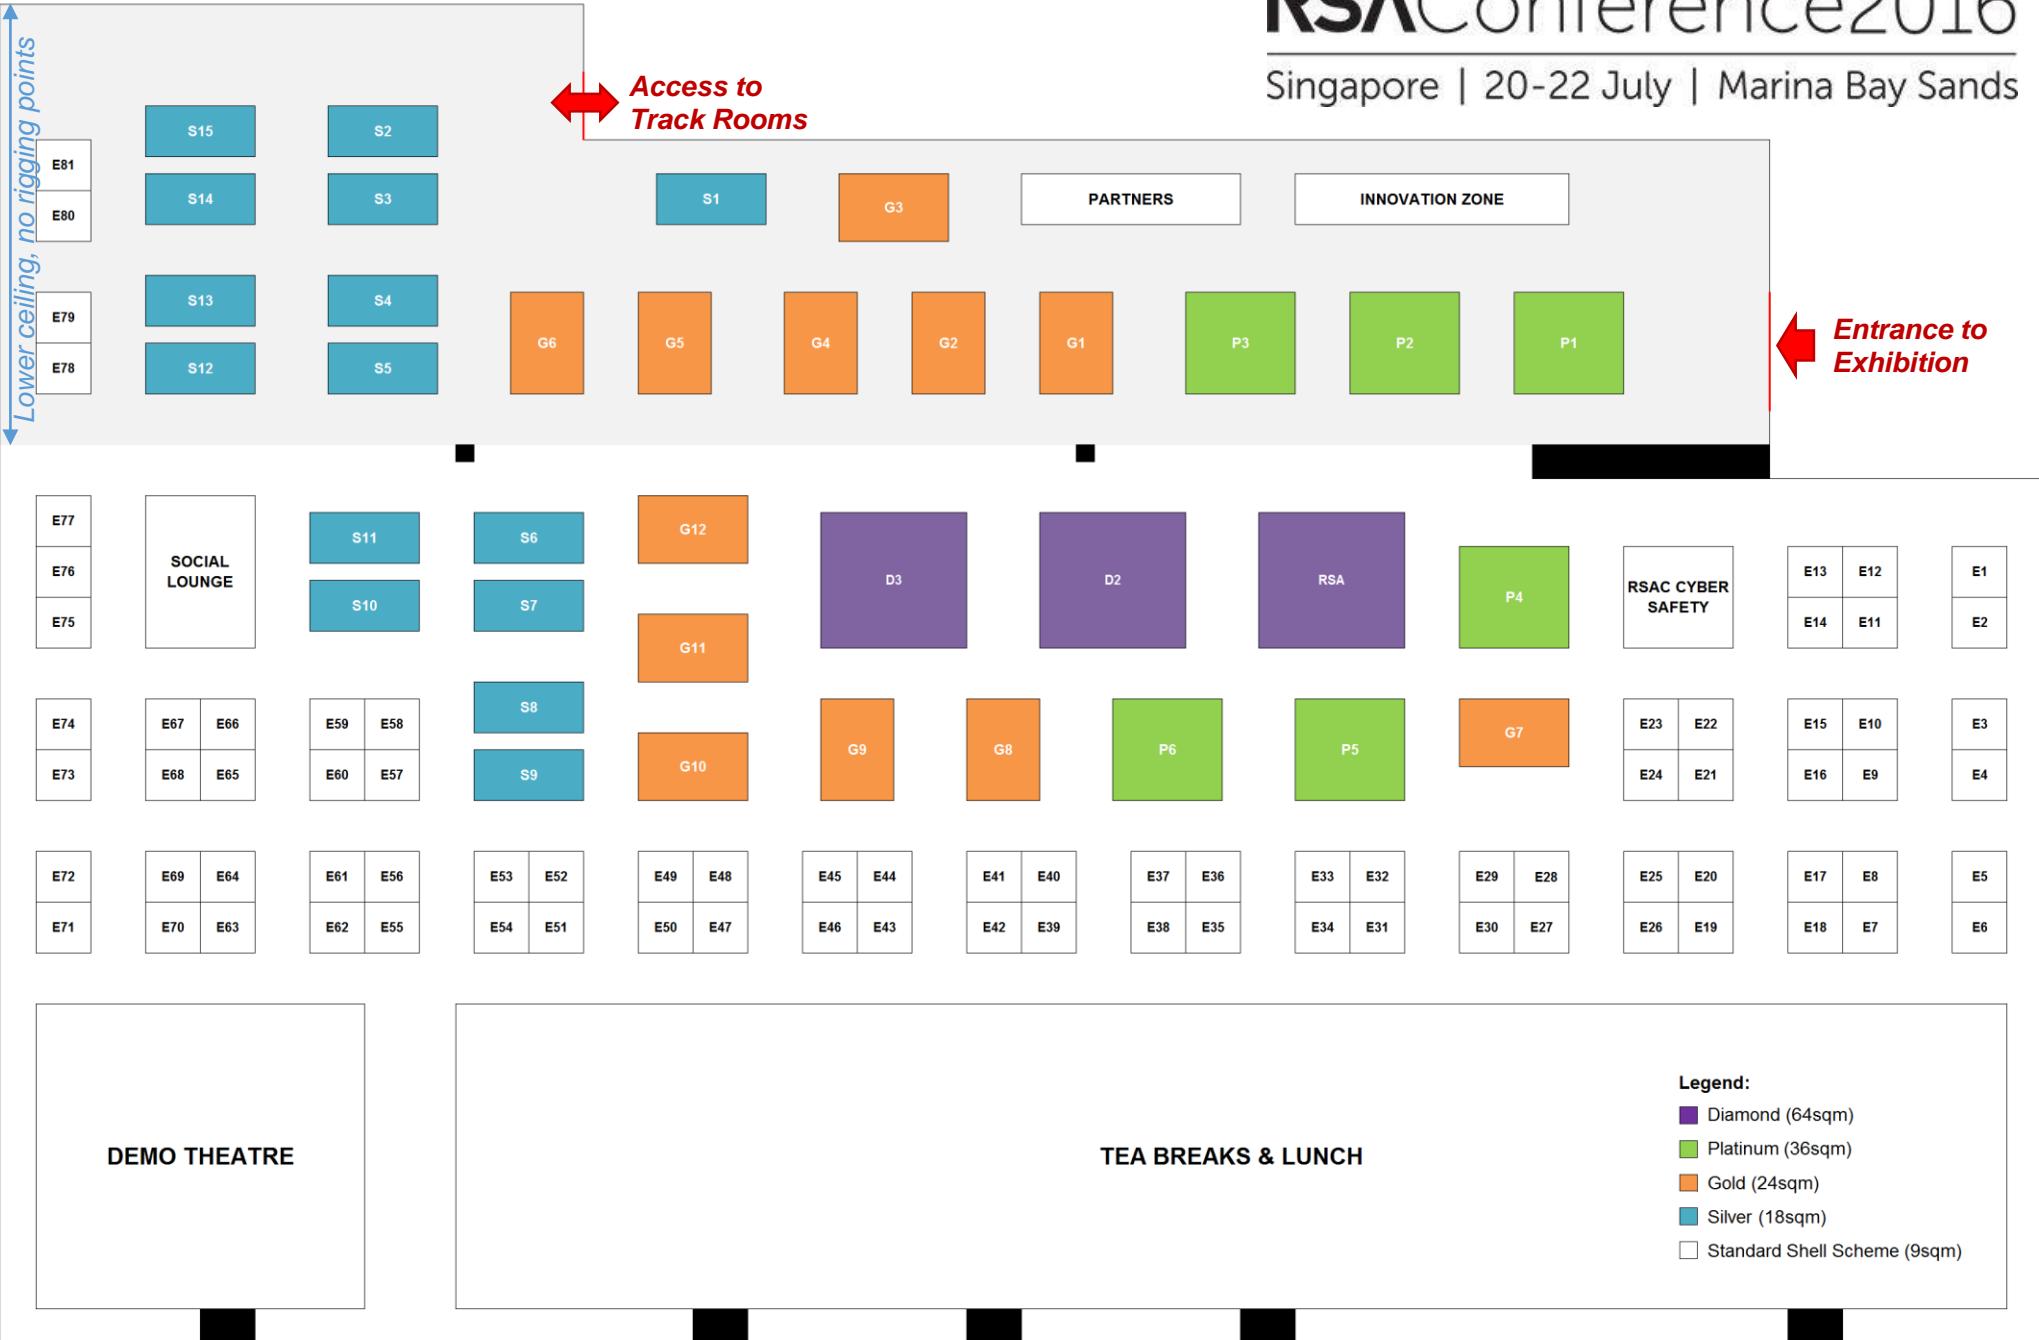 RSAConference2016
Singapore | 20-22 July | Marina Bay Sands
Lower ceiling, no rigging points
Access to
Track Rooms
S15
S2
E81
S14
S3
S1
G3
PARTNERS
INNOVATION ZONE
E80
S13
S4
E79
G6
G5
G4
G2
G1
P3
P2
P1
Entrance to
Exhibition
E78
S12
S5
E77
SOCIAL
LOUNGE
S11
S6
G12
E76
S10
S7
D3
D2
RSA
P4
RSAC CYBER
SAFETY
E13
E12
E1
E75
G11
E14
E11
E2
E74
E67
E66
E59
E58
S8
G9
G8
P6
P5
G7
E23
E22
E15
E10
E3
E73
E68
E65
E60
E57
S9
G10
E24
E21
E16
E9
E4
E72
E69
E64
E61
E56
E53
E52
E49
E48
E45
E44
E41
E40
E37
E36
E33
E32
E29
E28
E25
E20
E17
E8
E5
E71
E70
E63
E62
E55
E54
E51
E50
E47
E46
E43
E42
E39
E38
E35
E34
E31
E30
E27
E26
E19
E18
E7
E6
DEMO THEATRE
TEA BREAKS & LUNCH
Legend:
Diamond (64sqm)
Platinum (36sqm)
Gold (24sqm)
Silver (18sqm)
Standard Shell Scheme (9sqm)